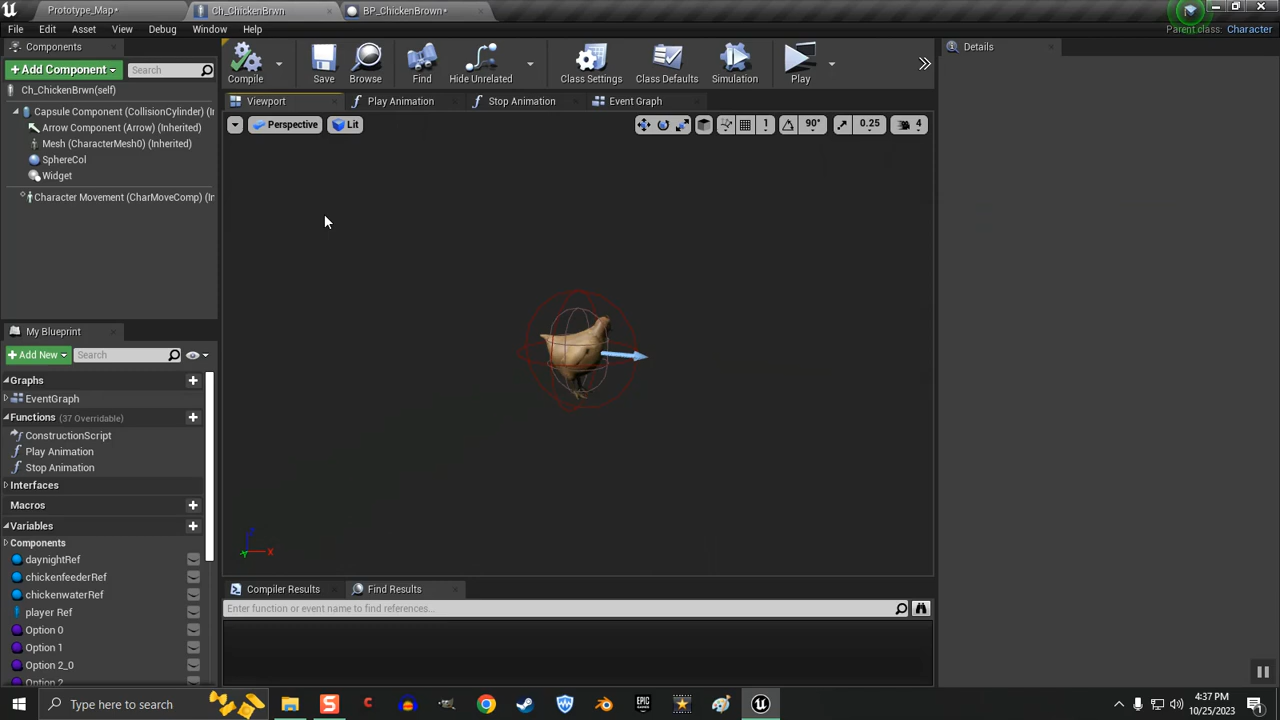 Prototype_Map*
Ch_ChickenBrwn
BP_ChickenBrown*
File
Edit
Asset
View
Debug
Window
Help
Parent class: Character
Components
Add Component
Search
Ch_ChickenBrwn(self)
Capsule Component (CollisionCylinder) (I
Arrow Component (Arrow) (Inherited)
Mesh (CharacterMesh0) (Inherited)
SphereCol
Widget
Character Movement (CharMoveComp) (In
Compile
Save
Browse
Find
Hide Unrelated
Class Settings
Class Defaults
Simulation
Play
Details
Viewport
Play Animation
Stop Animation
Event Graph
Perspective
Lit
1
90°
0.25
4
X
My Blueprint
Add New
Search
Graphs
EventGraph
Functions (37 Overridable)
ConstructionScript
Play Animation
Stop Animation
Interfaces
Macros
Variables
Components
daynightRef
chickenfeederRef
chickenwaterRef
player Ref
Option 0
Option 1
Option 2_0
Option 2
Compiler Results
Find Results
Enter function or event name to find references...
Type here to search
EPIC GAMES
4:37 PM
10/25/2023